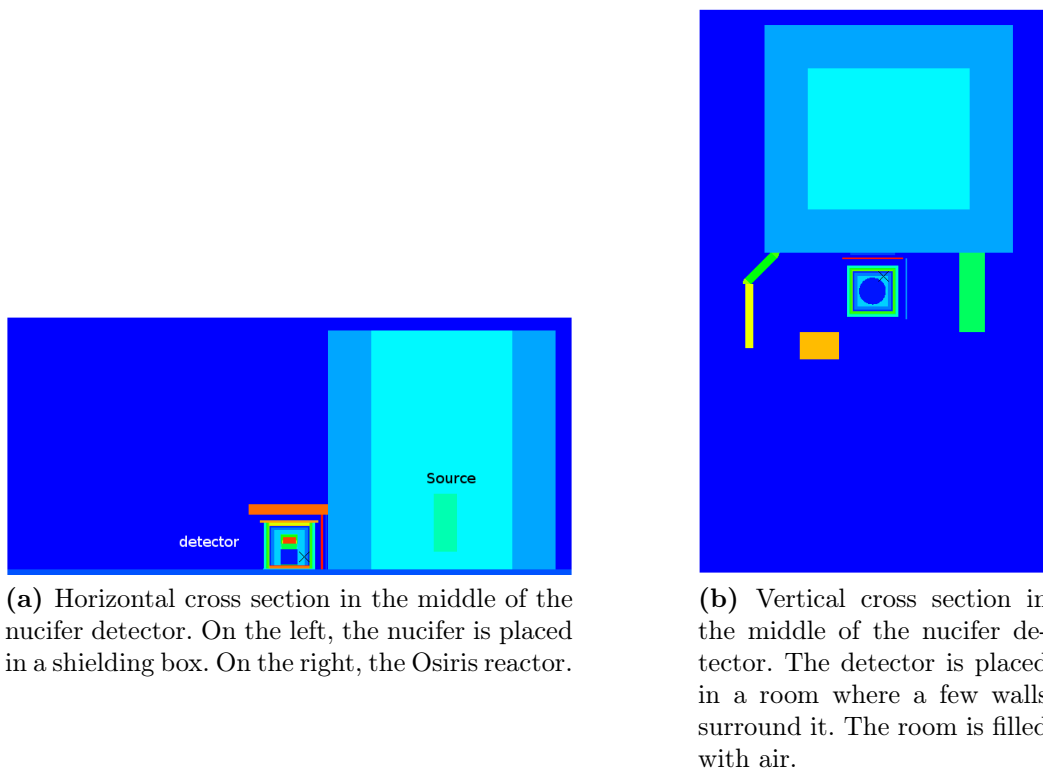 Source
detector
(a) Horizontal cross section in the middle of the
nucifer detector. On the left, the nucifer is placed
in a shielding box. On the right, the Osiris reactor.
(b) Vertical cross section in
the middle of the nucifer de-
tector. The detector is placed
in a room where a few walls
surround it. The room is filled
with air.